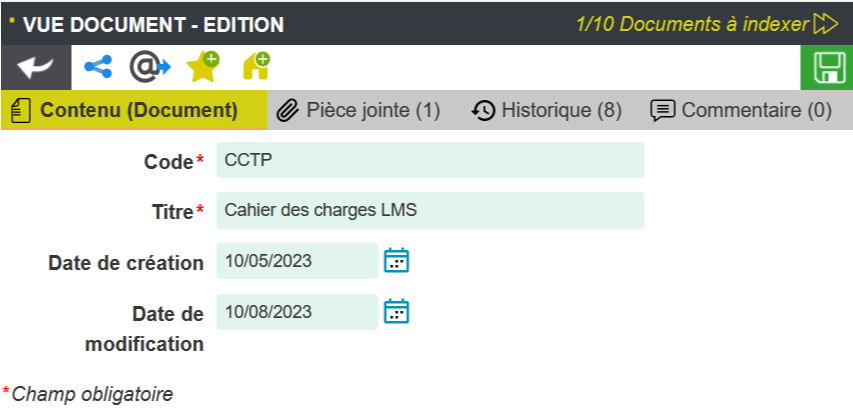 VUE DOCUMENT - EDITION 1/10 Documents à indexer
Contenu (Document) Pièce jointe (1) Historique (8) Commentaire (0)
Code* CCTP
Titre* Cahier des charges LMS
Date de création 10/05/2023
Date de 10/08/2023
modification
*Champ obligatoire